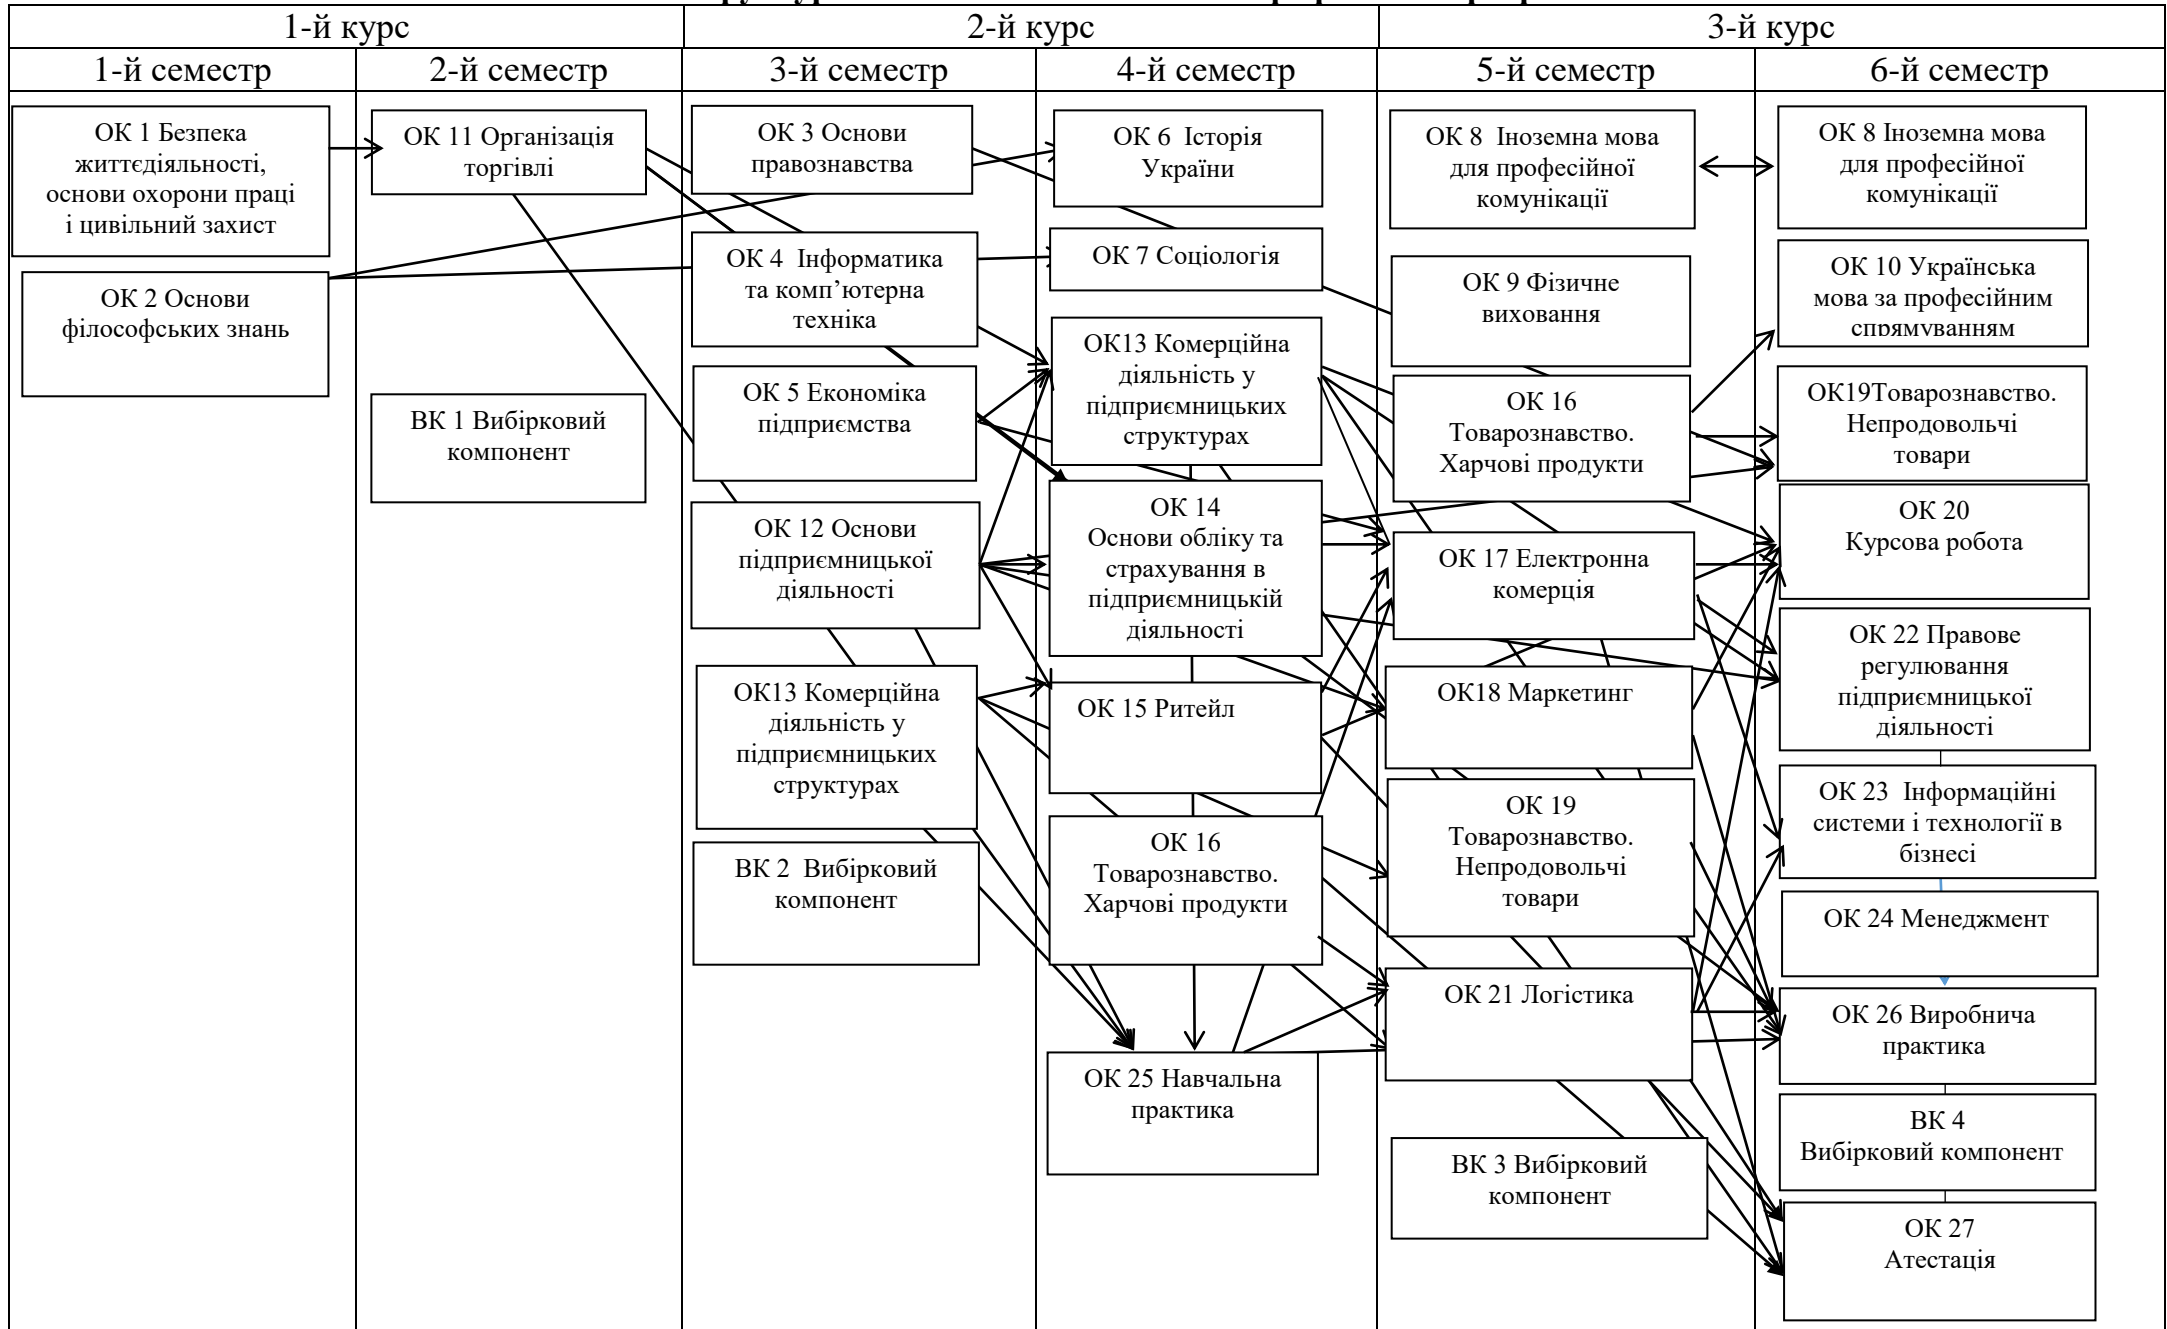 1-й курс
2-й курс
3-й курс
1-й семестр
2-й семестр
3-й семестр
4-й семестр
5-й семестр
6-й семестр
ОК 1 Безпека
життєдіяльності,
основи охорони праці
і цивільний захист
ОК 2 Основи
філософських знань
ОК 11 Організація
торгівлі
ВК 1 Вибірковий
компонент
ОК 3 Основи
правознавства
ОК 4 Інформатика
та комп’ютерна
техніка
ОК 5 Економіка
підприємства
ОК 12 Основи
підприємницької
діяльності
ОК13 Комерційна
діяльність у
підприємницьких
структурах
ВК 2 Вибірковий
компонент
ОК 6 Історія
України
ОК 7 Соціологія
ОК13 Комерційна
діяльність у
підприємницьких
структурах
ОК 14
Основи обліку та
страхування в
підприємницькій
діяльності
ОК 15 Ритейл
ОК 16
Товарознавство.
Харчові продукти
ОК 25 Навчальна
практика
ОК 8 Іноземна мова
для професійної
комунікації
ОК 9 Фізичне
виховання
ОК 16
Товарознавство.
Харчові продукти
ОК 17 Електронна
комерція
ОК18 Маркетинг
ОК 19
Товарознавство.
Непродовольчі
товари
ОК 21 Логістика
ВК 3 Вибірковий
компонент
ОК 8 Іноземна мова
для професійної
комунікації
ОК 10 Українська
мова за професійним
спрямуванням
ОК19Товарознавство.
Непродовольчі
товари
ОК 20
Курсова робота
ОК 22 Правове
регулювання
підприємницької
діяльності
ОК 23 Інформаційні
системи і технології в
бізнесі
ОК 24 Менеджмент
ОК 26 Виробнича
практика
ВК 4
Вибірковий компонент
ОК 27
Атестація